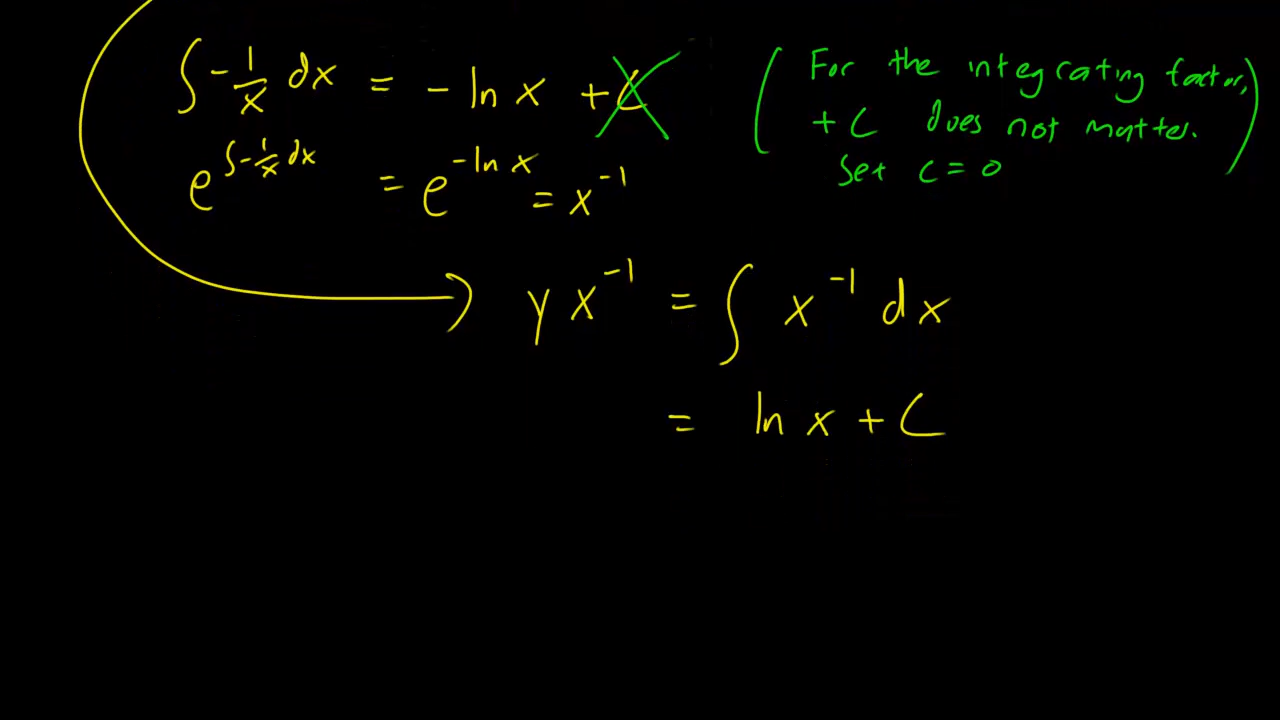 ∫ -1/x dx = - ln x + C
(For the integrating factor,
+ C does not matter.
Set C = 0)
e^{∫ -1/x dx} = e^{-ln x} = x^{-1}
y x^{-1} = ∫ x^{-1} dx
= ln x + C